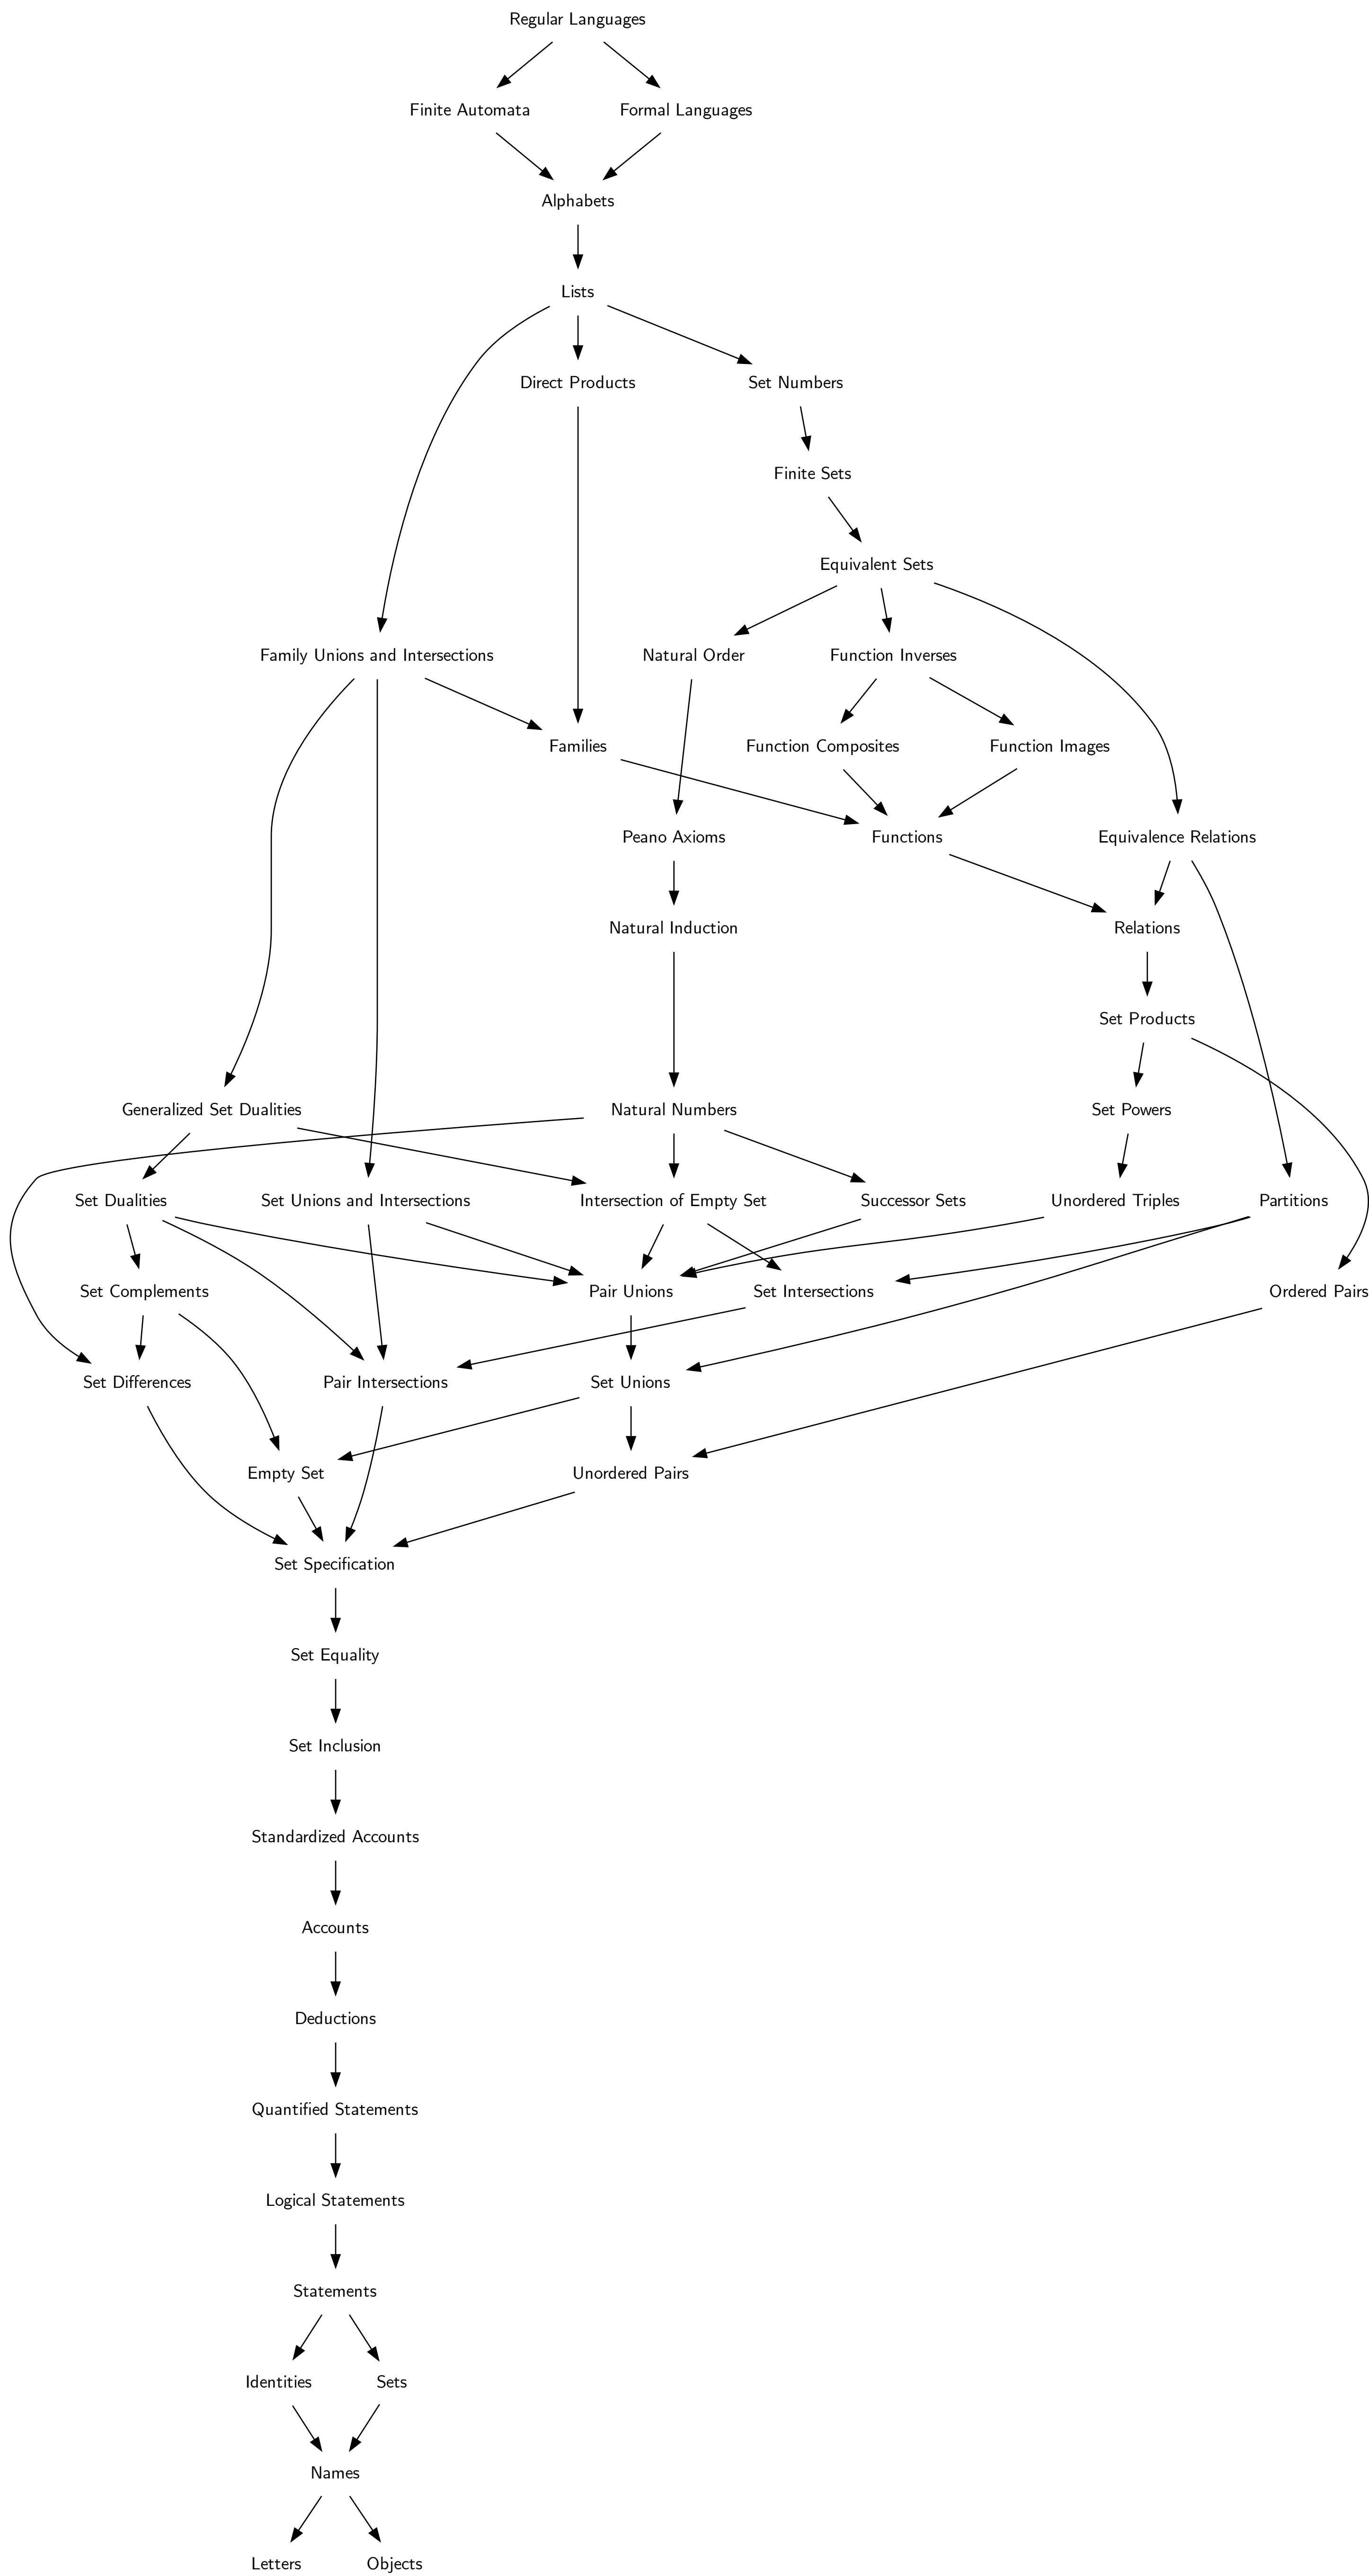 Regular Languages
Finite Automata
Formal Languages
Alphabets
Lists
Direct Products
Set Numbers
Finite Sets
Equivalent Sets
Family Unions and Intersections
Natural Order
Function Inverses
Families
Function Composites
Function Images
Peano Axioms
Functions
Equivalence Relations
Natural Induction
Relations
Set Products
Generalized Set Dualities
Natural Numbers
Set Powers
Set Dualities
Set Unions and Intersections
Intersection of Empty Set
Successor Sets
Unordered Triples
Partitions
Set Complements
Pair Unions
Set Intersections
Ordered Pairs
Set Differences
Pair Intersections
Set Unions
Empty Set
Unordered Pairs
Set Specification
Set Equality
Set Inclusion
Standardized Accounts
Accounts
Deductions
Quantified Statements
Logical Statements
Statements
Identities
Sets
Names
Letters
Objects